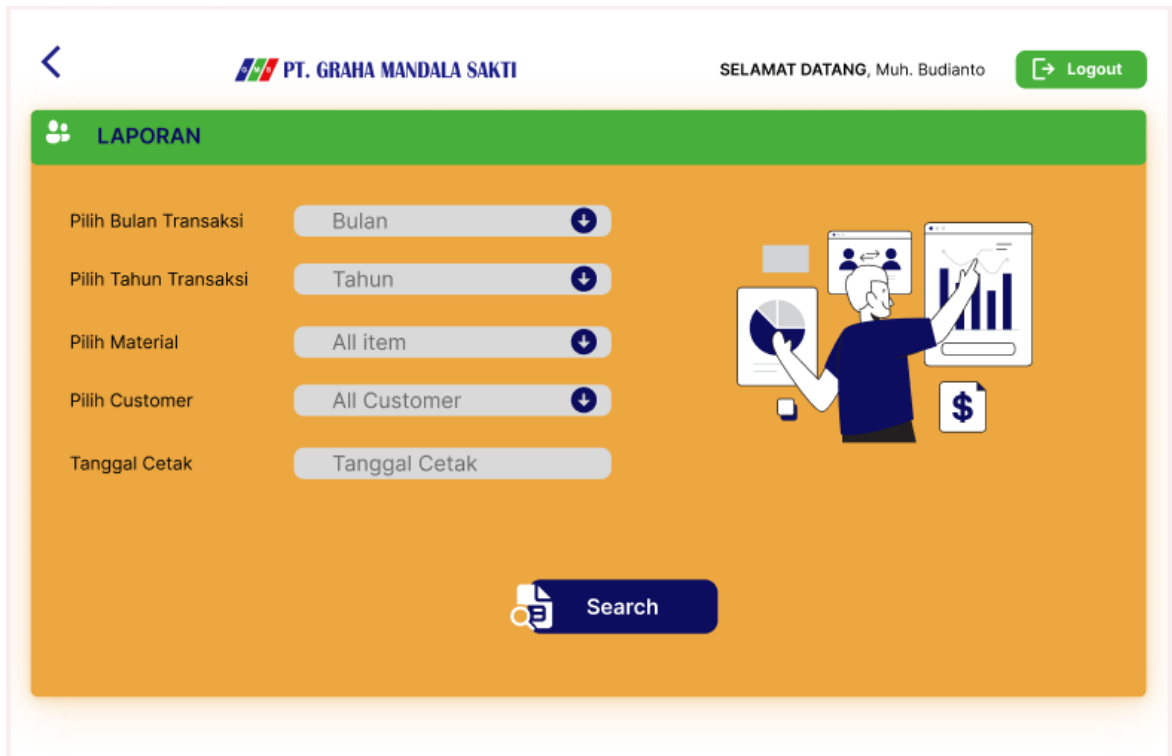 GMS PT. GRAHA MANDALA SAKTI
SELAMAT DATANG, Muh. Budianto
Logout
LAPORAN
Pilih Bulan Transaksi
Bulan
Pilih Tahun Transaksi
Tahun
Pilih Material
All item
Pilih Customer
All Customer
Tanggal Cetak
Tanggal Cetak
$
Search